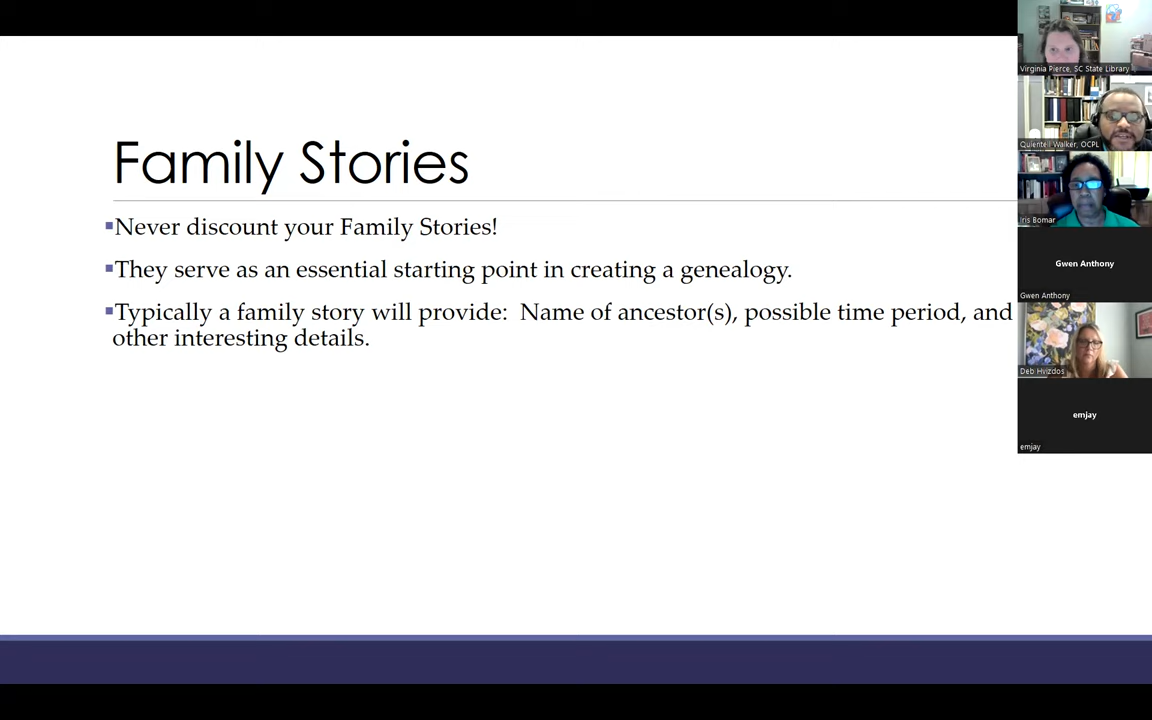 Family Stories
Never discount your Family Stories!
They serve as an essential starting point in creating a genealogy.
Typically a family story will provide:  Name of ancestor(s), possible time period, and
other interesting details.
Virginia Pierce, SC State Library
Quientell Walker, OCPL
Iris Bomar
Gwen Anthony
Gwen Anthony
Deb Hvizdos
emjay
emjay